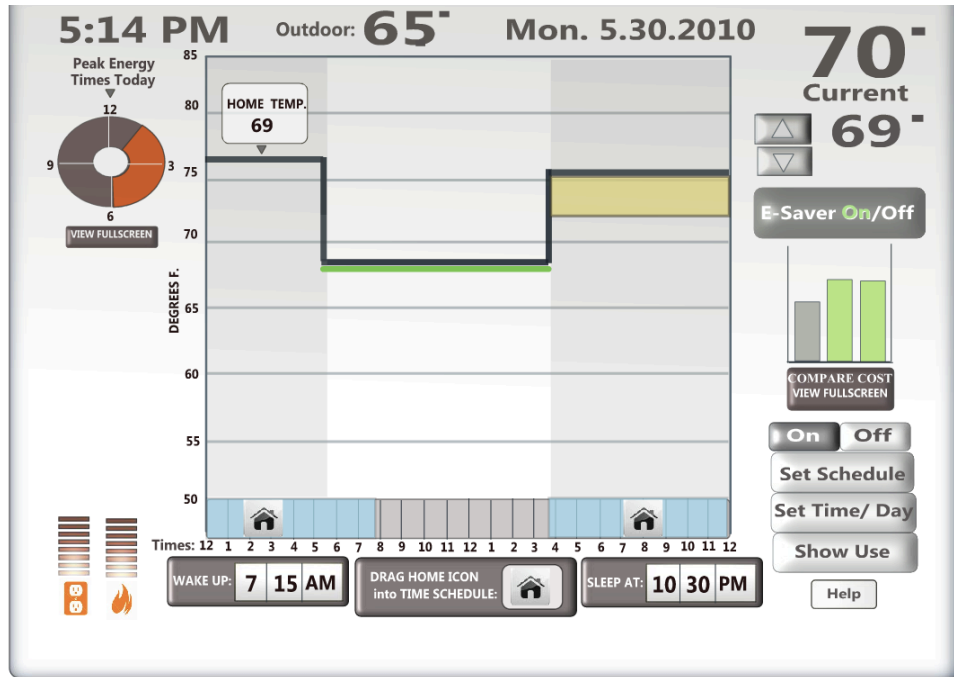 5:14 PM
Outdoor: 65
Mon. 5.30.2010
70
Current
69
Peak Energy
Times Today
12
9
3
6
VIEW FULLSCREEN
HOME TEMP.
69
DEGREES F.
85
80
75
70
65
60
55
50
E-Saver On/Off
COMPARE COST
VIEW FULLSCREEN
On Off
Set Schedule
Set Time/ Day
Show Use
Help
Times: 12 1 2 3 4 5 6 7 8 9 10 11 12 1 2 3 4 5 6 7 8 9 10 11 12
WAKE UP: 7 15 AM
DRAG HOME ICON
into TIME SCHEDULE:
SLEEP AT: 10 30 PM